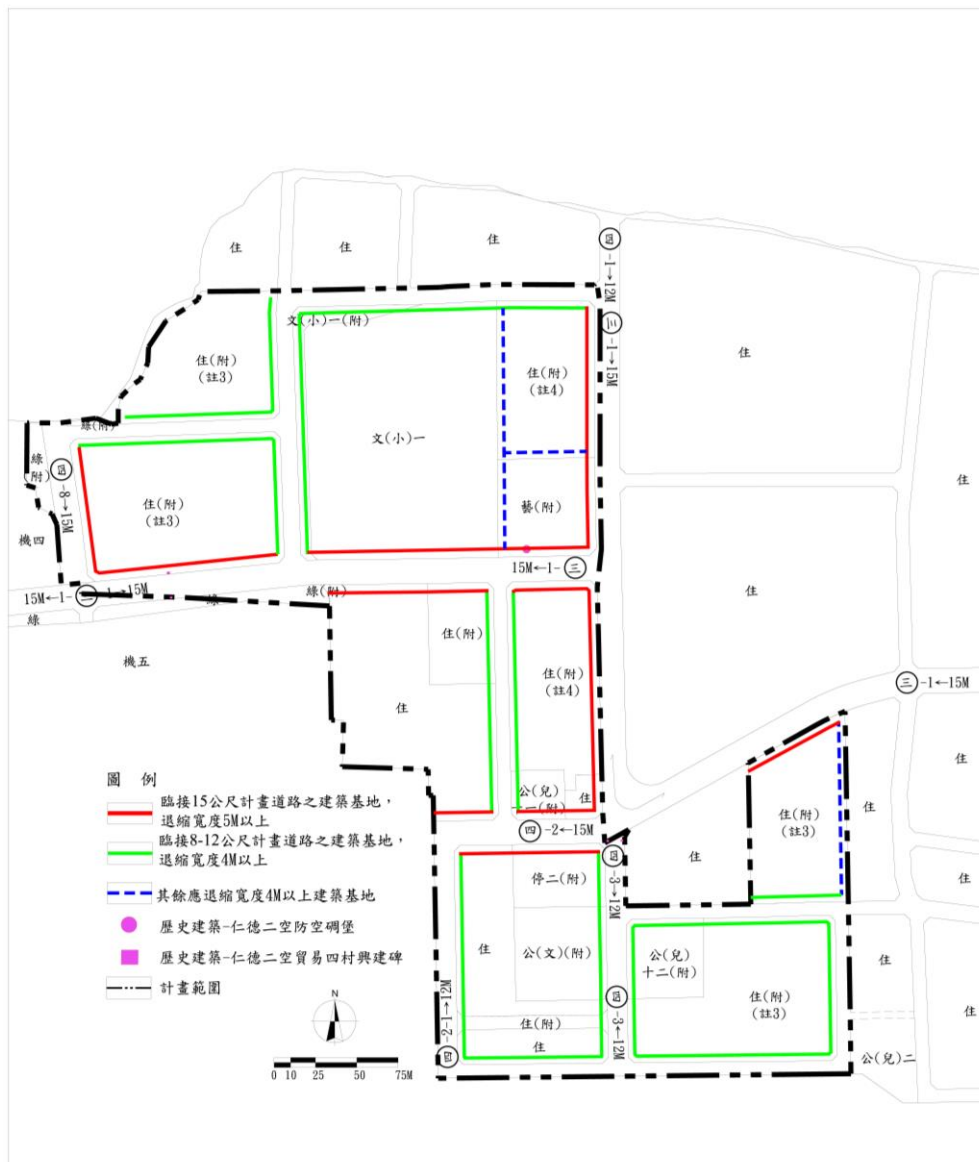 住
住
住
四-1→12M
三-1→15M
住
文(小)一(附)
住(附)
(註3)
住(附)
(註4)
文(小)一
綠(附)
綠
(附)
四-8→15M
住(附)
(註3)
藝(附)
住
機四
15M←1-三
15M←1-三-1→15M
綠
綠(附)
綠
住
機五
住(附)
住
住(附)
(註4)
三-1←15M
住
圖 例
臨接15公尺計畫道路之建築基地,
退縮寬度5M以上
臨接8-12公尺計畫道路之建築基地,
退縮寬度4M以上
其餘應退縮寬度4M以上建築基地
歷史建築-仁德二空防空碉堡
歷史建築-仁德二空貿易四村興建碑
計畫範圍
公(兒)
十一(附)
住
四-2←15M
住(附)
(註3)
住
四-3→12M
住
停二(附)
住
住
公(文)(附)
公(兒)
十二(附)
住
住(附)
(註3)
住
四-2-1→12M
四-3←12M
住(附)
住
公(兒)二
N
0 10 25 50 75M